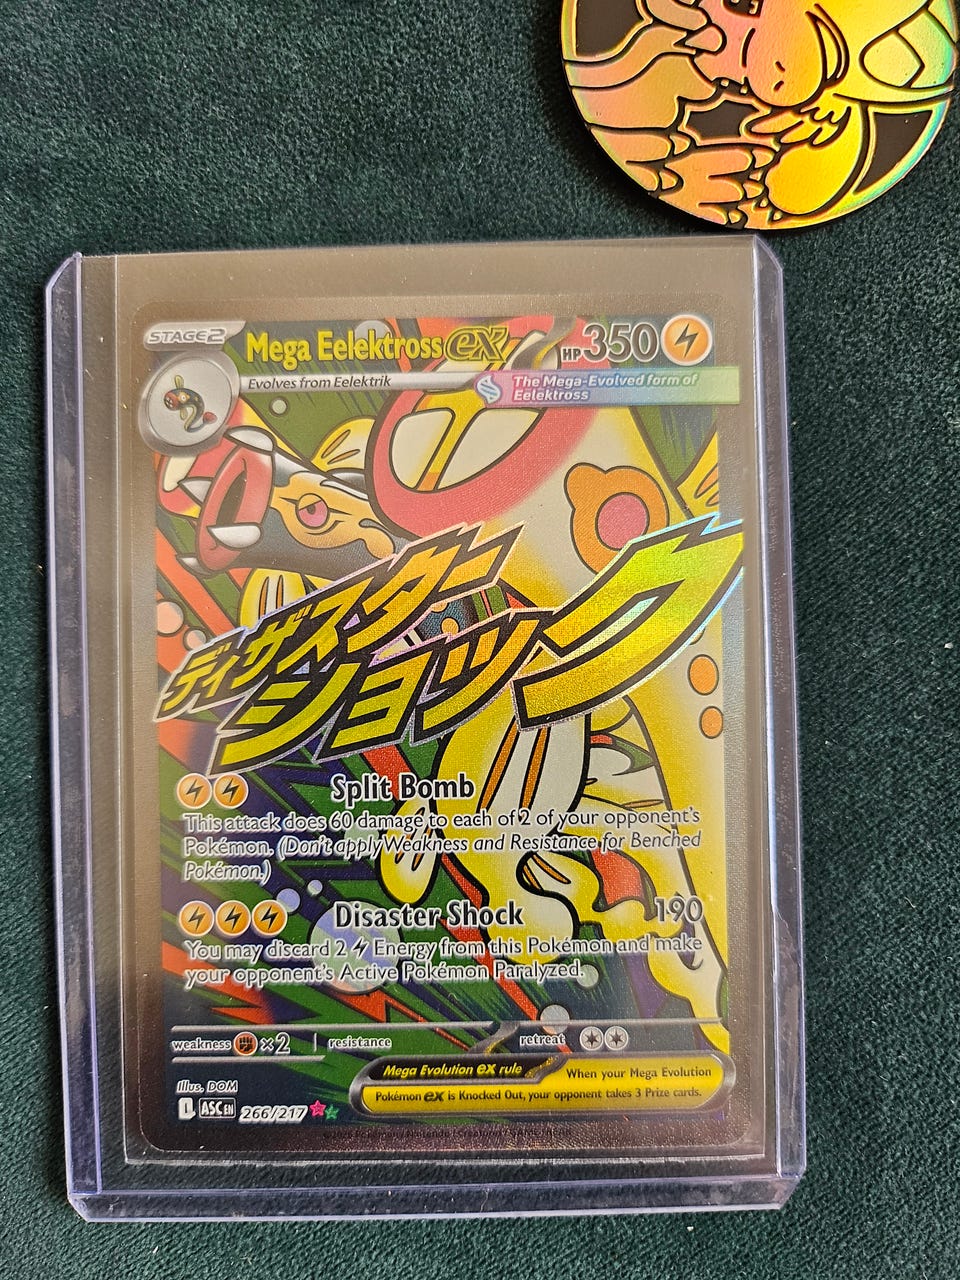 STAGE2
Mega Eelektross ex
HP 350
Evolves from Eelektrik
The Mega-Evolved form of
Eelektross
ディザスター
ショック
Split Bomb
This attack does 60 damage to each of 2 of your opponent's
Pokémon. (Don't apply Weakness and Resistance for Benched
Pokémon.)
Disaster Shock 190
You may discard 2 Energy from this Pokémon and make
your opponent's Active Pokémon Paralyzed.
weakness ×2 resistance retreat
Mega Evolution ex rule
When your Mega Evolution
Pokémon ex is Knocked Out, your opponent takes 3 Prize cards.
Illus. DOM
ASC EN 266/217